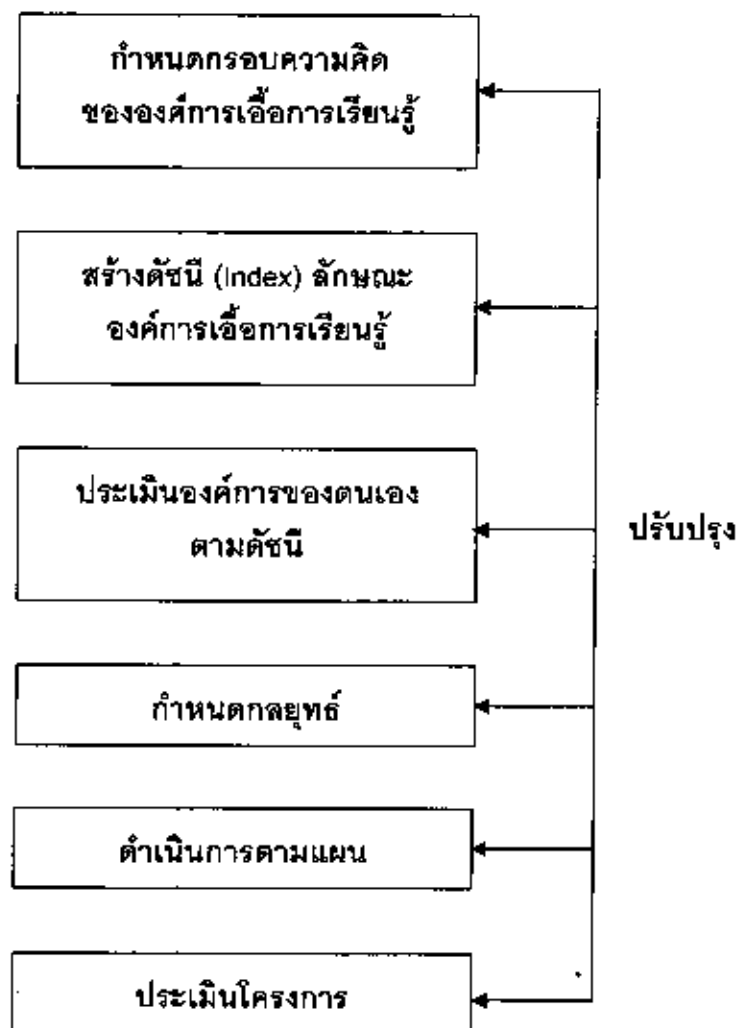 กำหนดกรอบความคิด
ขององค์การเอื้อการเรียนรู้
สร้างดัชนี (Index) ลักษณะ
องค์การเอื้อการเรียนรู้
ประเมินองค์การของตนเอง
ตามดัชนี
ปรับปรุง
กำหนดกลยุทธ์
ดำเนินการตามแผน
ประเมินโครงการ